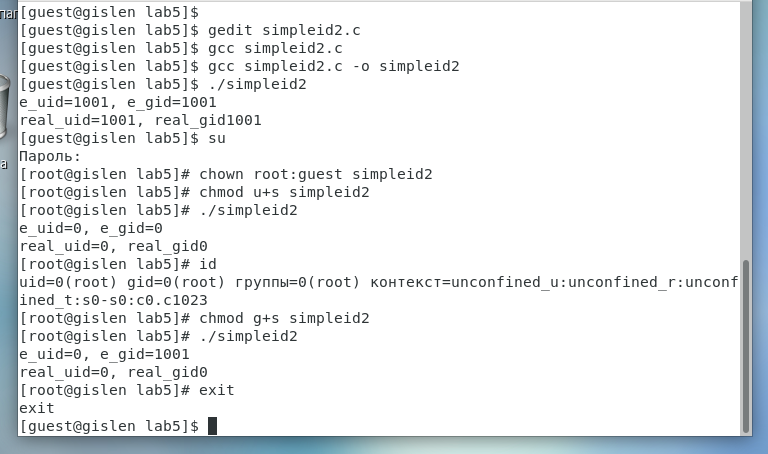 [guest@gislen lab5]$
[guest@gislen lab5]$ gedit simpleid2.c
[guest@gislen lab5]$ gcc simpleid2.c
[guest@gislen lab5]$ gcc simpleid2.c -o simpleid2
[guest@gislen lab5]$ ./simpleid2
e_uid=1001, e_gid=1001
real_uid=1001, real_gid1001
[guest@gislen lab5]$ su
Пароль:
[root@gislen lab5]# chown root:guest simpleid2
[root@gislen lab5]# chmod u+s simpleid2
[root@gislen lab5]# ./simpleid2
e_uid=0, e_gid=0
real_uid=0, real_gid0
[root@gislen lab5]# id
uid=0(root) gid=0(root) группы=0(root) контекст=unconfined_u:unconfined_r:unconf
ined_t:s0-s0:c0.c1023
[root@gislen lab5]# chmod g+s simpleid2
[root@gislen lab5]# ./simpleid2
e_uid=0, e_gid=1001
real_uid=0, real_gid0
[root@gislen lab5]# exit
exit
[guest@gislen lab5]$